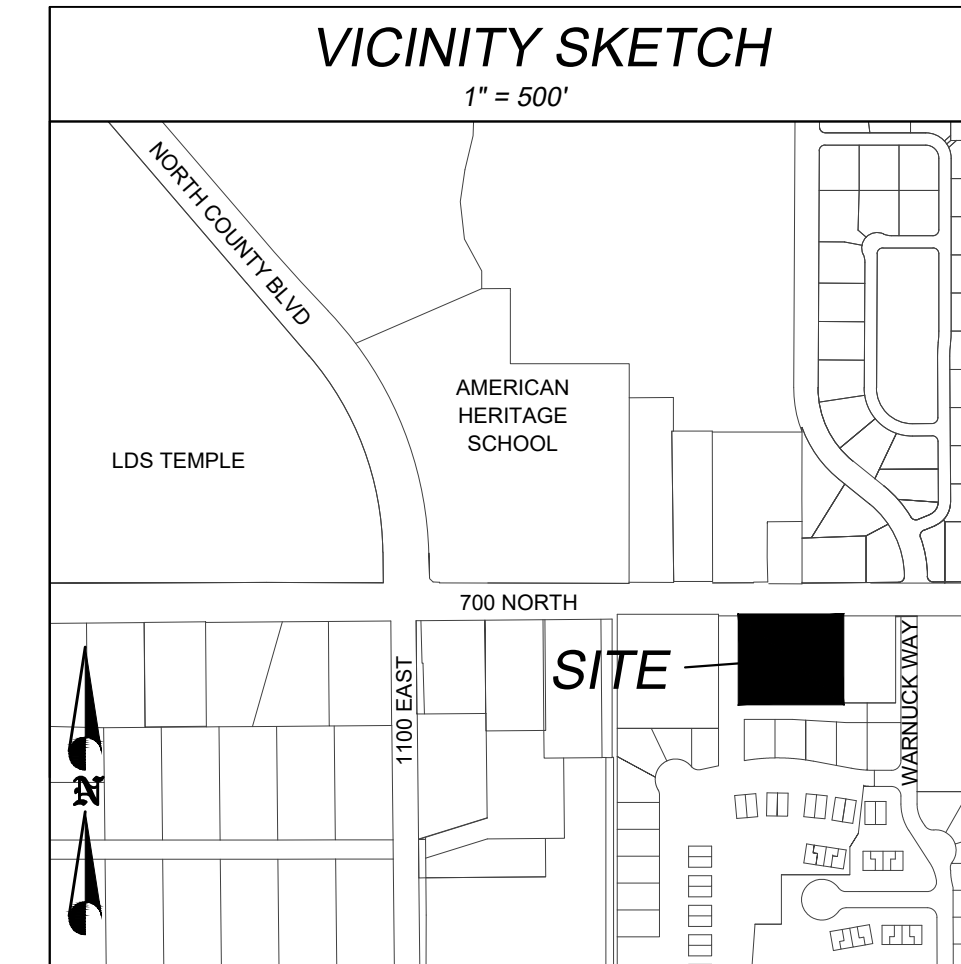 VICINITY SKETCH
1" = 500'
NORTH COUNTY BLVD
AMERICAN
HERITAGE
SCHOOL
LDS TEMPLE
700 NORTH
SITE
1100 EAST
WARNUCK WAY
N